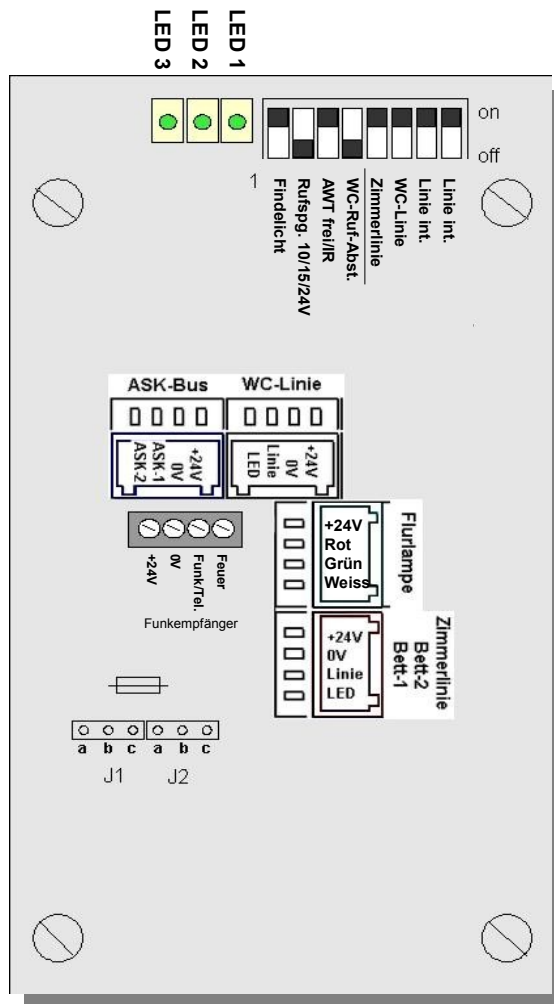 LED 3
LED 2
LED 1
on
off
1
Findelicht
Rufspg. 10/15/24V
AWT frei/IR
WC-Ruf-Abst.
Zimmerlinie
WC-Linie
Linie int.
Linie int.
ASK-Bus
WC-Linie
ASK-2
ASK-1
0V
+24V
LED
Linie
0V
+24V
+24V
Rot
Grün
Weiss
Flurlampe
+24V
0V
Funk/Tel.
Feuer
Funkempfänger
+24V
0V
Linie
LED
Zimmerlinie
Bett-2
Bett-1
a b c a b c
J1 J2